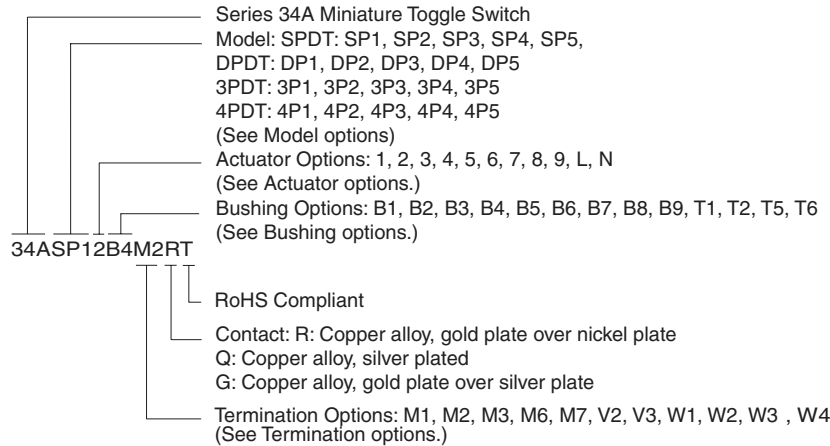 Series 34A Miniature Toggle Switch
Model: SPDT: SP1, SP2, SP3, SP4, SP5,
DPDT: DP1, DP2, DP3, DP4, DP5
3PDT: 3P1, 3P2, 3P3, 3P4, 3P5
4PDT: 4P1, 4P2, 4P3, 4P4, 4P5
(See Model options)
Actuator Options: 1, 2, 3, 4, 5, 6, 7, 8, 9, L, N
(See Actuator options.)
Bushing Options: B1, B2, B3, B4, B5, B6, B7, B8, B9, T1, T2, T5, T6
(See Bushing options.)
34ASP12B4M2RT
RoHS Compliant
Contact: R: Copper alloy, gold plate over nickel plate
Q: Copper alloy, silver plated
G: Copper alloy, gold plate over silver plate
Termination Options: M1, M2, M3, M6, M7, V2, V3, W1, W2, W3 , W4
(See Termination options.)